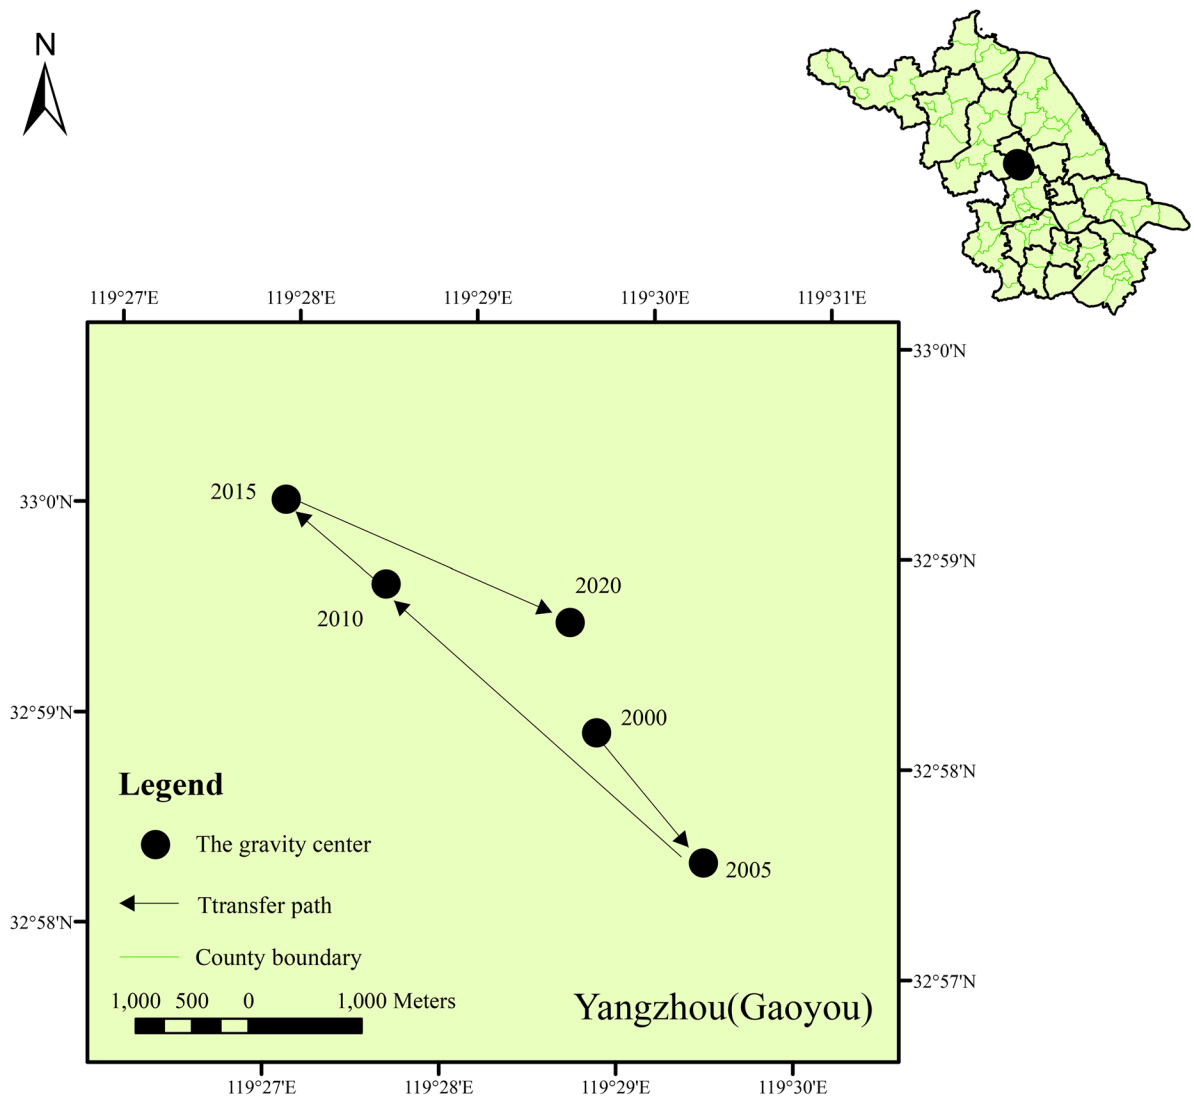 N
119°27'E 119°28'E 119°29'E 119°30'E 119°31'E
33°0'N
2015
33°0'N
32°59'N
2020
2010
32°59'N
2000
32°58'N
Legend
The gravity center
2005
Ttransfer path
32°58'N
County boundary
32°57'N
1,000 500 0 1,000 Meters
Yangzhou(Gaoyou)
119°27'E 119°28'E 119°29'E 119°30'E